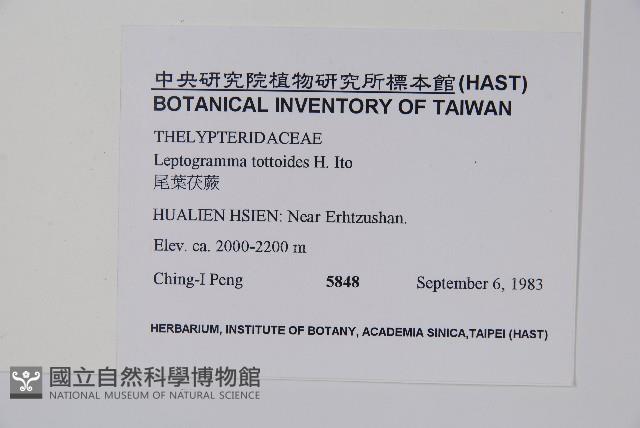 中央研究院植物研究所標本館(HAST)
BOTANICAL INVENTORY OF TAIWAN
THELYPTERIDACEAE
Leptogramma tottoides H. Ito
尾葉茯蕨
HUALIEN HSIEN: Near Erhtzushan.
Elev. ca. 2000-2200 m
Ching-I Peng 5848 September 6, 1983
HERBARIUM, INSTITUTE OF BOTANY, ACADEMIA SINICA,TAIPEI (HAST)
國立自然科學博物館
NATIONAL MUSEUM OF NATURAL SCIENCE